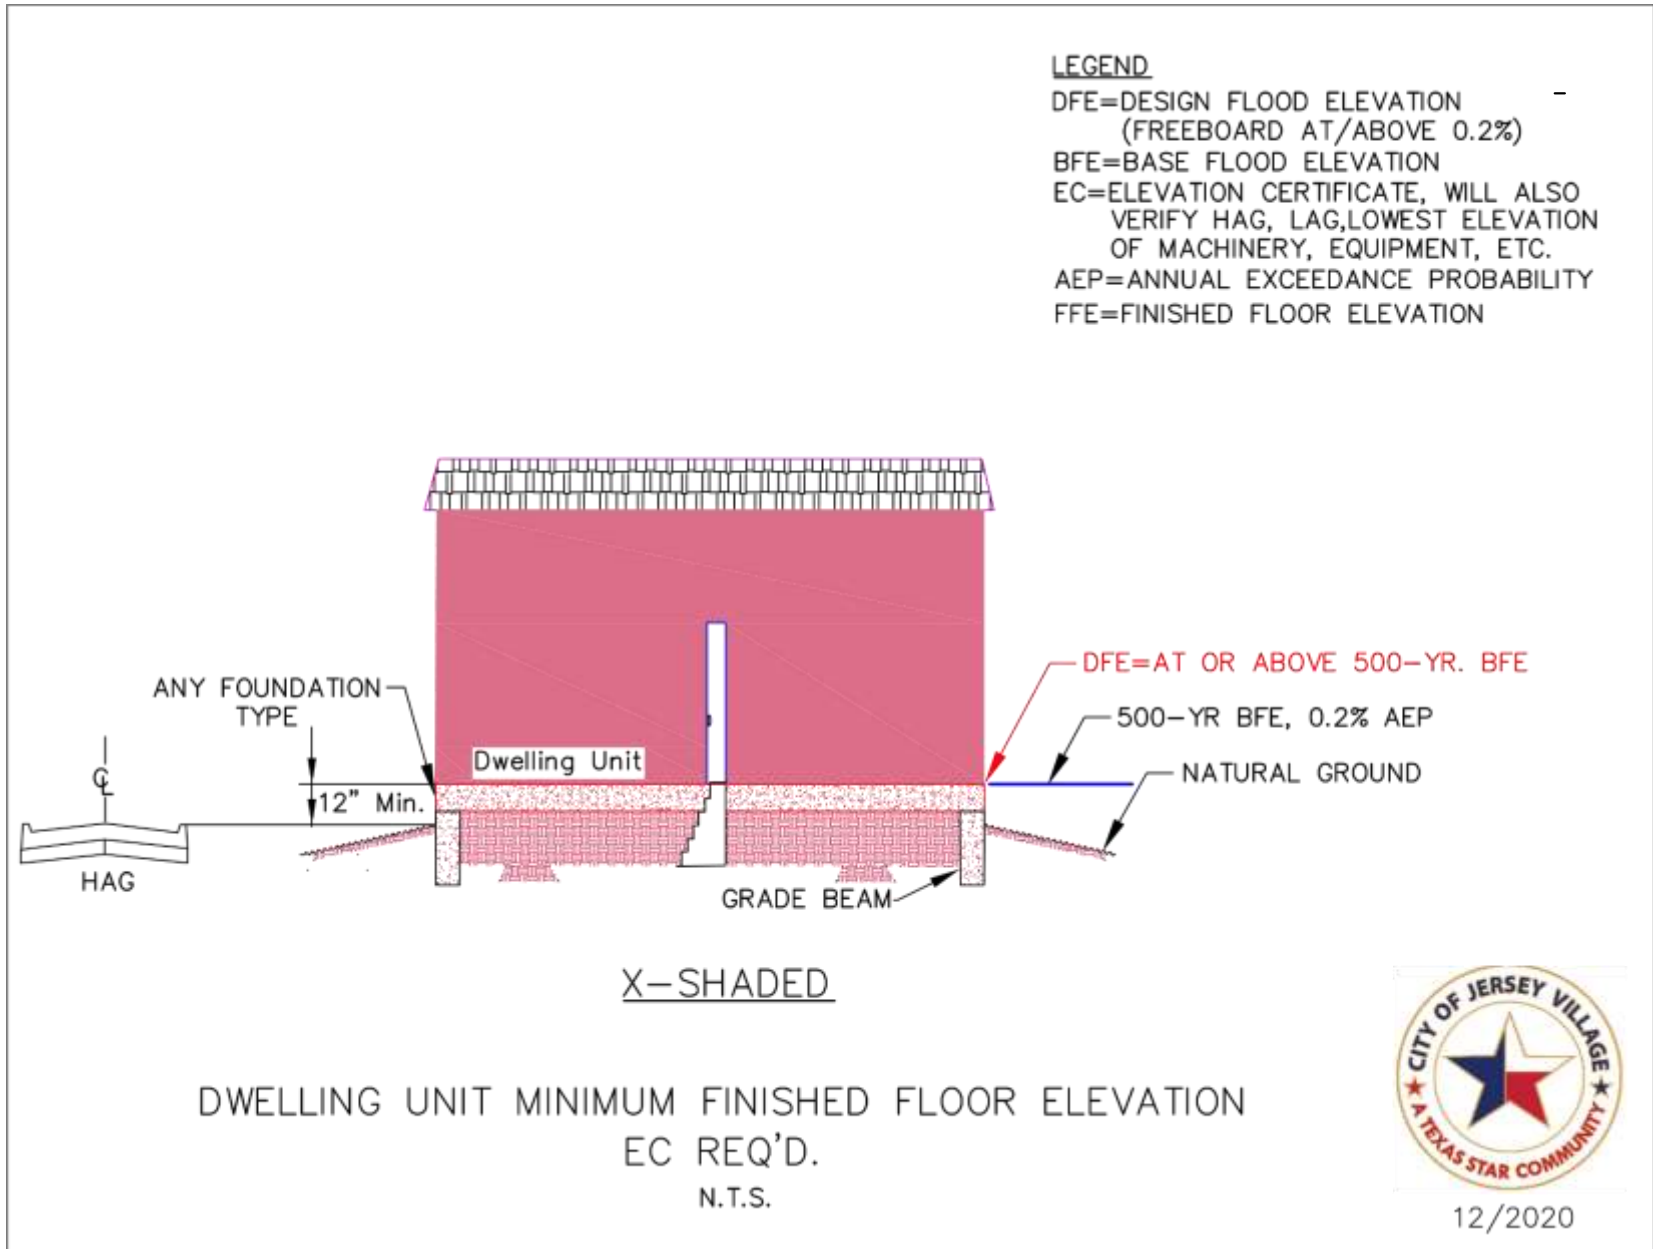 LEGEND
DFE=DESIGN FLOOD ELEVATION
(FREEBOARD AT/ABOVE 0.2%)
BFE=BASE FLOOD ELEVATION
EC=ELEVATION CERTIFICATE, WILL ALSO
VERIFY HAG, LAG,LOWEST ELEVATION
OF MACHINERY, EQUIPMENT, ETC.
AEP=ANNUAL EXCEEDANCE PROBABILITY
FFE=FINISHED FLOOR ELEVATION
DFE=AT OR ABOVE 500-YR. BFE
ANY FOUNDATION
TYPE
500-YR BFE, 0.2% AEP
Dwelling Unit
NATURAL GROUND
CL
12" Min.
HAG
GRADE BEAM
X-SHADED
DWELLING UNIT MINIMUM FINISHED FLOOR ELEVATION
EC REQ'D.
N.T.S.
CITY OF JERSEY VILLAGE
A TEXAS STAR COMMUNITY
12/2020